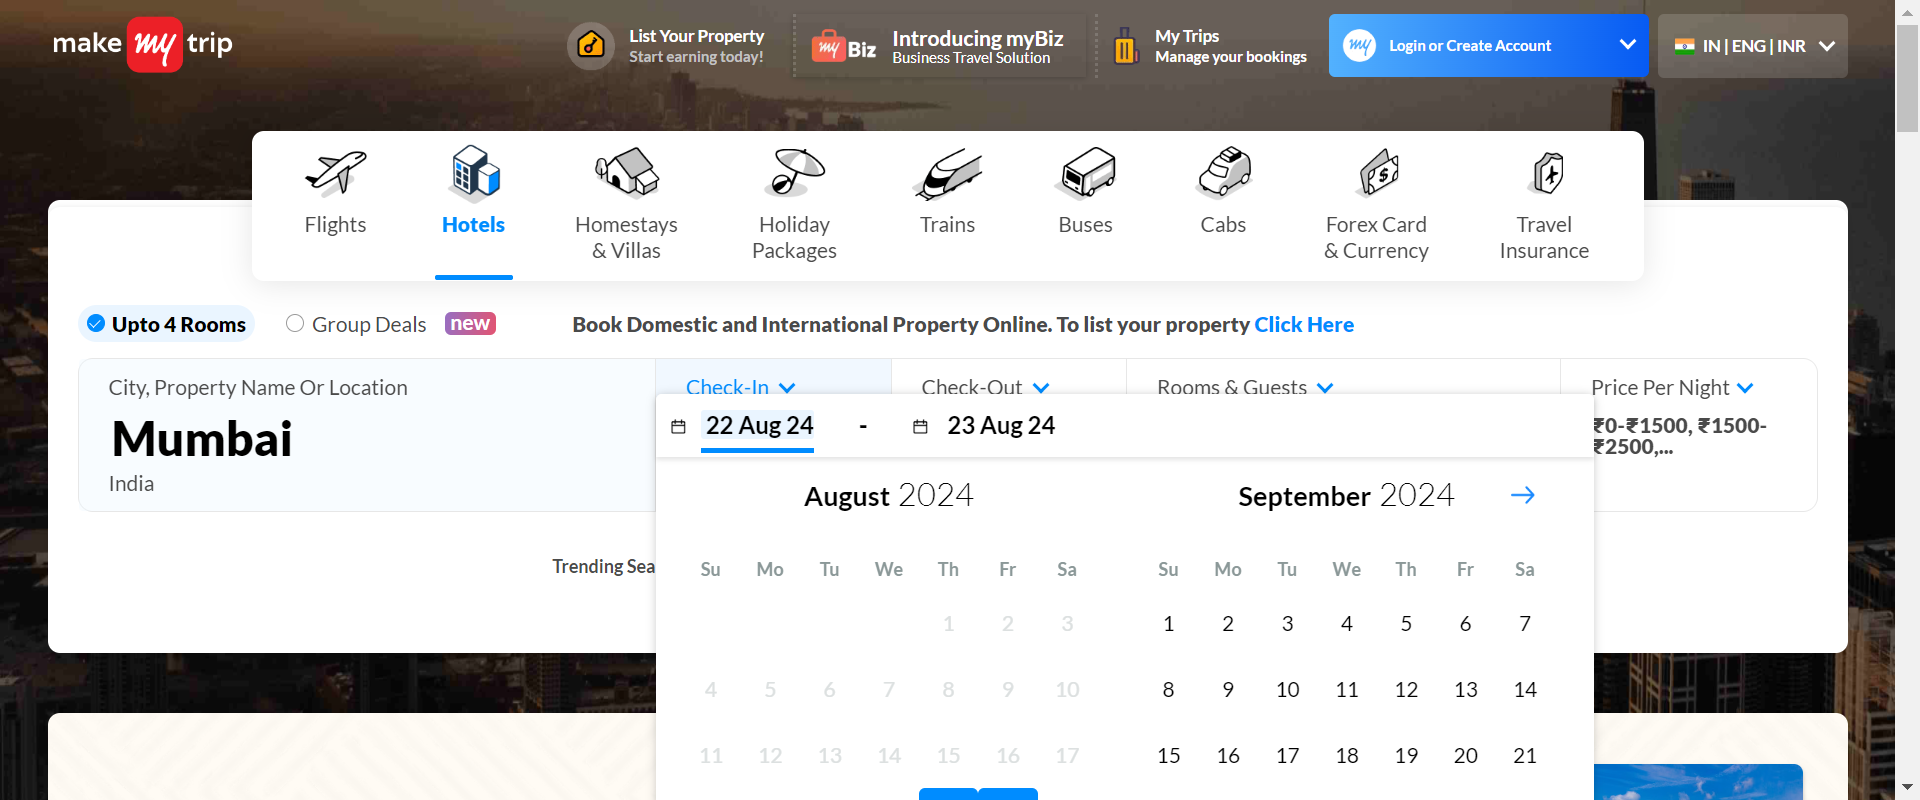 make my trip
List Your Property
Start earning today!
my Biz
Introducing myBiz
Business Travel Solution
My Trips
Manage your bookings
my
Login or Create Account
IN | ENG | INR
Flights
Hotels
Homestays
& Villas
Holiday
Packages
Trains
Buses
Cabs
Forex Card
& Currency
Travel
Insurance
Upto 4 Rooms
Group Deals
new
Book Domestic and International Property Online. To list your property Click Here
City, Property Name Or Location
Mumbai
India
Check-In
Check-Out
Rooms & Guests
Price Per Night
₹0-₹1500, ₹1500-
₹2500,...
22 Aug 24 - 23 Aug 24
Trending Sea
August 2024
Su Mo Tu We Th Fr Sa
1 2 3
4 5 6 7 8 9 10
11 12 13 14 15 16 17
September 2024
Su Mo Tu We Th Fr Sa
1 2 3 4 5 6 7
8 9 10 11 12 13 14
15 16 17 18 19 20 21